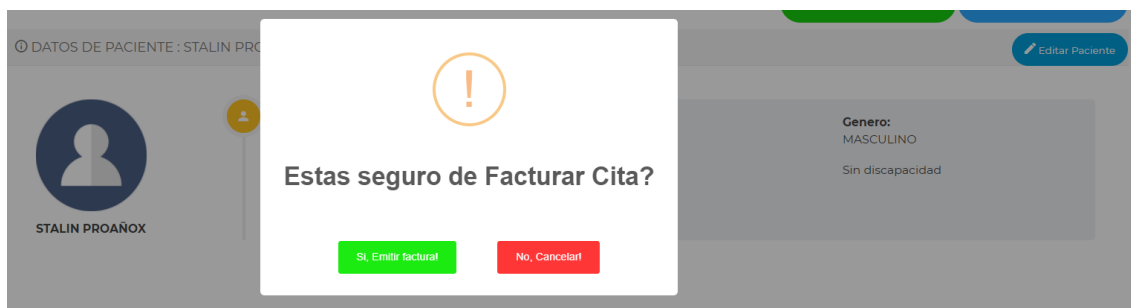 DATOS DE PACIENTE : STALIN PRO
Editar Paciente
!
Estas seguro de Facturar Cita?
Si, Emitir factura!
No, Cancelar!
STALIN PROAÑOX
Genero:
MASCULINO
Sin discapacidad